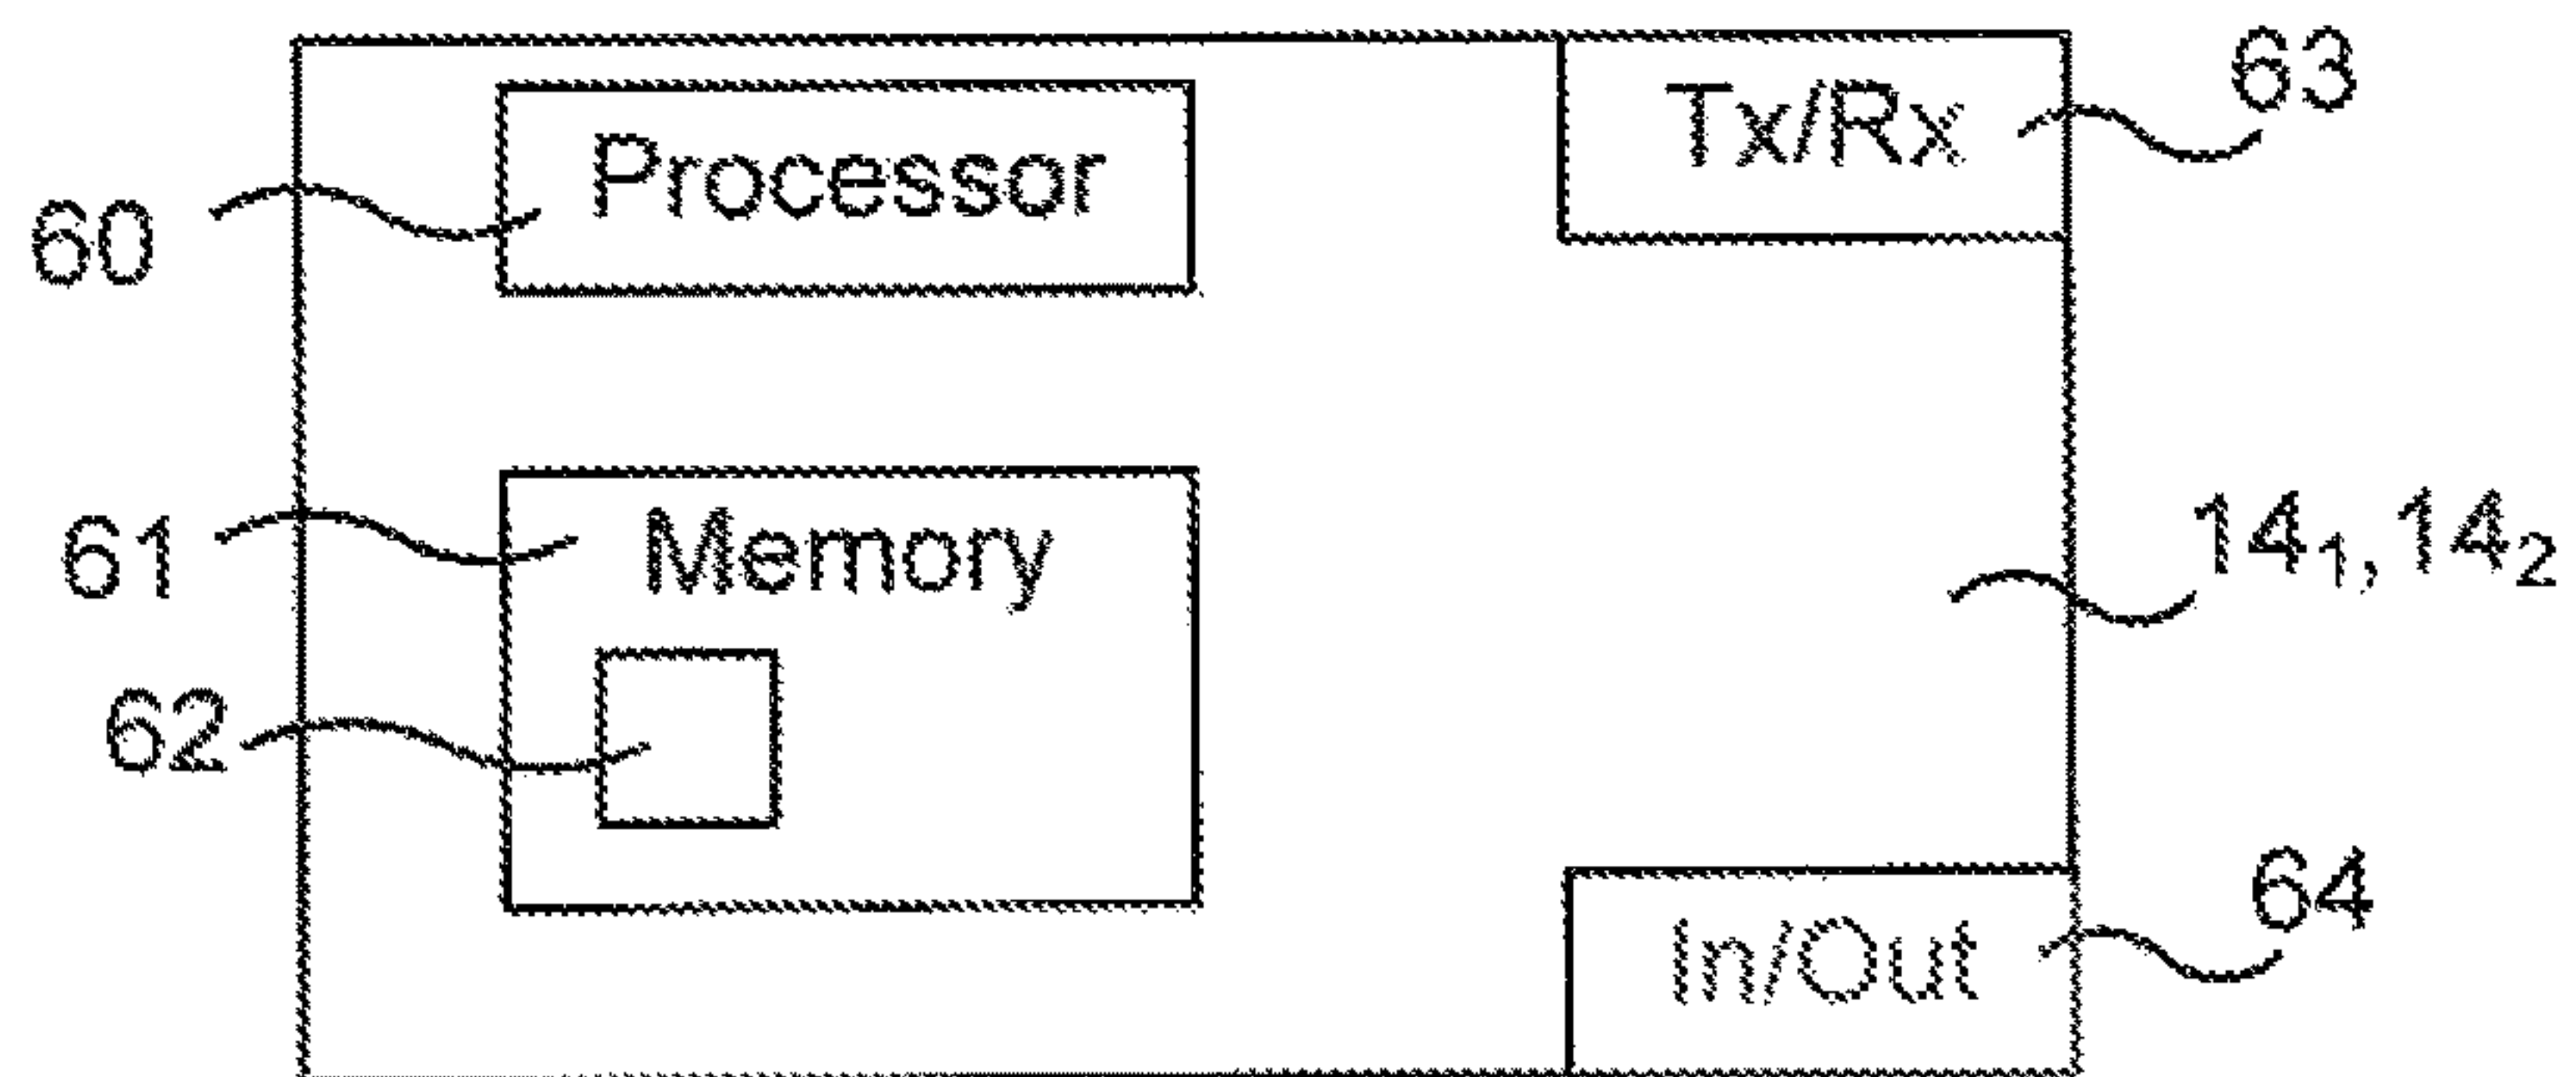 63
Tx/Rx
Processor
60
14₁, 14₂
61
Memory
62
64
In/Out